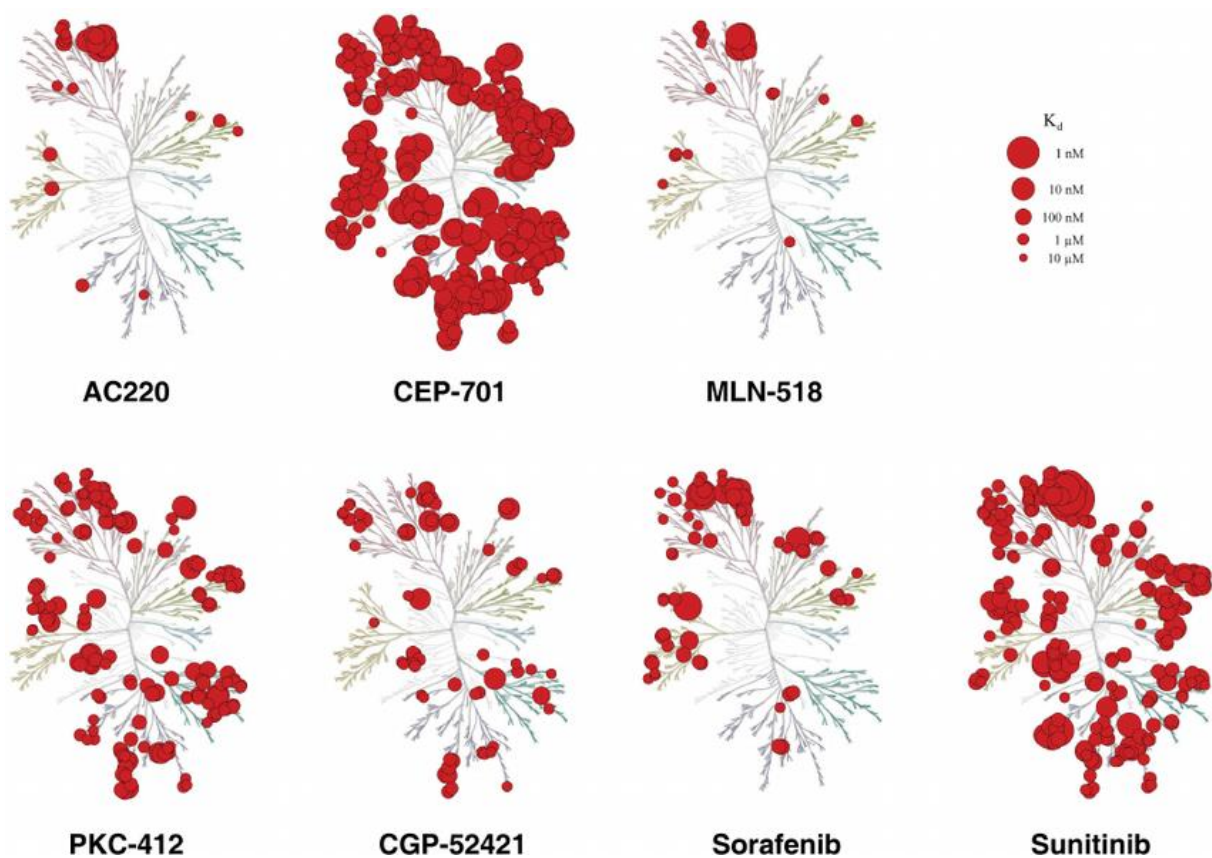 K_d
1 nM
10 nM
100 nM
1 µM
10 µM
AC220 CEP-701 MLN-518
PKC-412 CGP-52421 Sorafenib Sunitinib